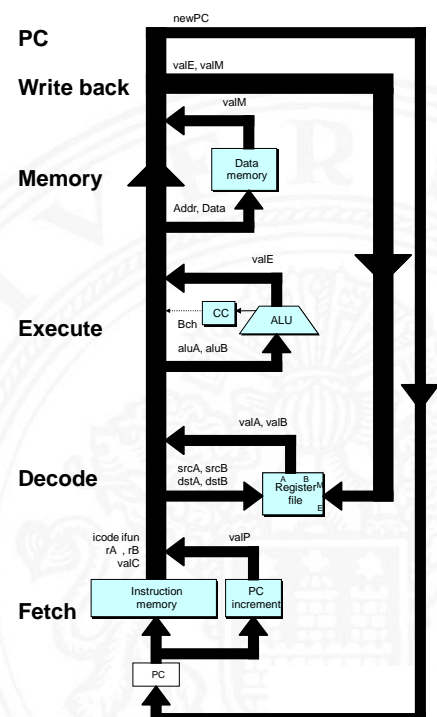 newPC
PC
valE, valM
Write back
valM
Data
memory
Memory
Addr, Data
valE
CC
ALU
Execute
Bch
aluA, aluB
valA, valB
srcA, srcB
dstA, dstB
A B
M
Register
file
E
Decode
icode ifun
rA , rB
valC
valP
Instruction
memory
PC
increment
Fetch
PC